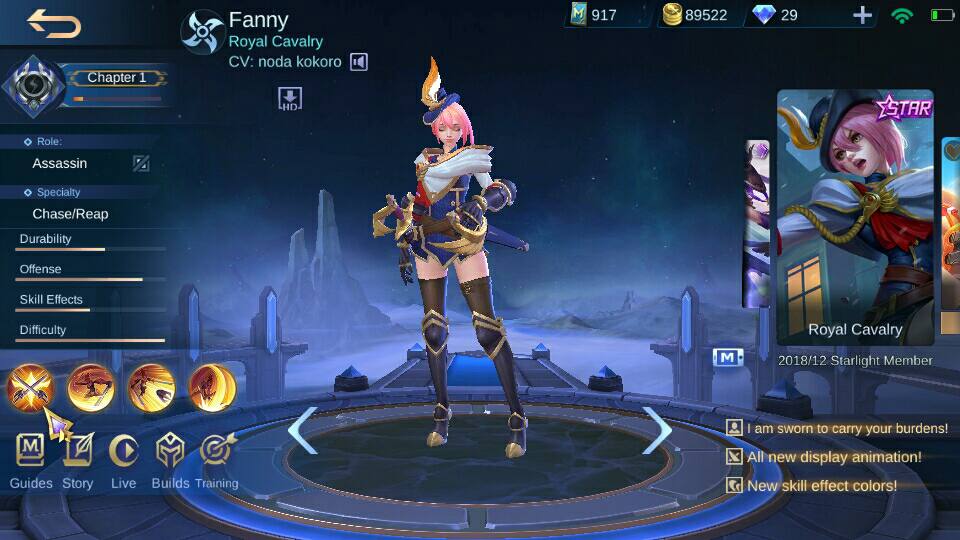 Fanny
Royal Cavalry
CV: noda kokoro
HD
917
89522
29
Chapter 1
Role:
Assassin
Specialty
Chase/Reap
Durability
Offense
Skill Effects
Difficulty
STAR
Royal Cavalry
M
2018/12 Starlight Member
I am sworn to carry your burdens!
All new display animation!
New skill effect colors!
Guides
Story
Live
Builds
Training